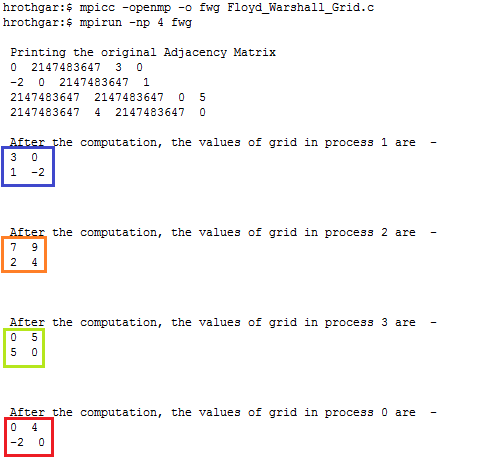 hrothgar:$ mpicc -openmp -o fwg Floyd_Warshall_Grid.c
hrothgar:$ mpirun -np 4 fwg
Printing the original Adjacency Matrix
0 2147483647 3 0
-2 0 2147483647 1
2147483647 2147483647 0 5
2147483647 4 2147483647 0
After the computation, the values of grid in process 1 are -
3 0
1 -2
After the computation, the values of grid in process 2 are -
7 9
2 4
After the computation, the values of grid in process 3 are -
0 5
5 0
After the computation, the values of grid in process 0 are -
0 4
-2 0